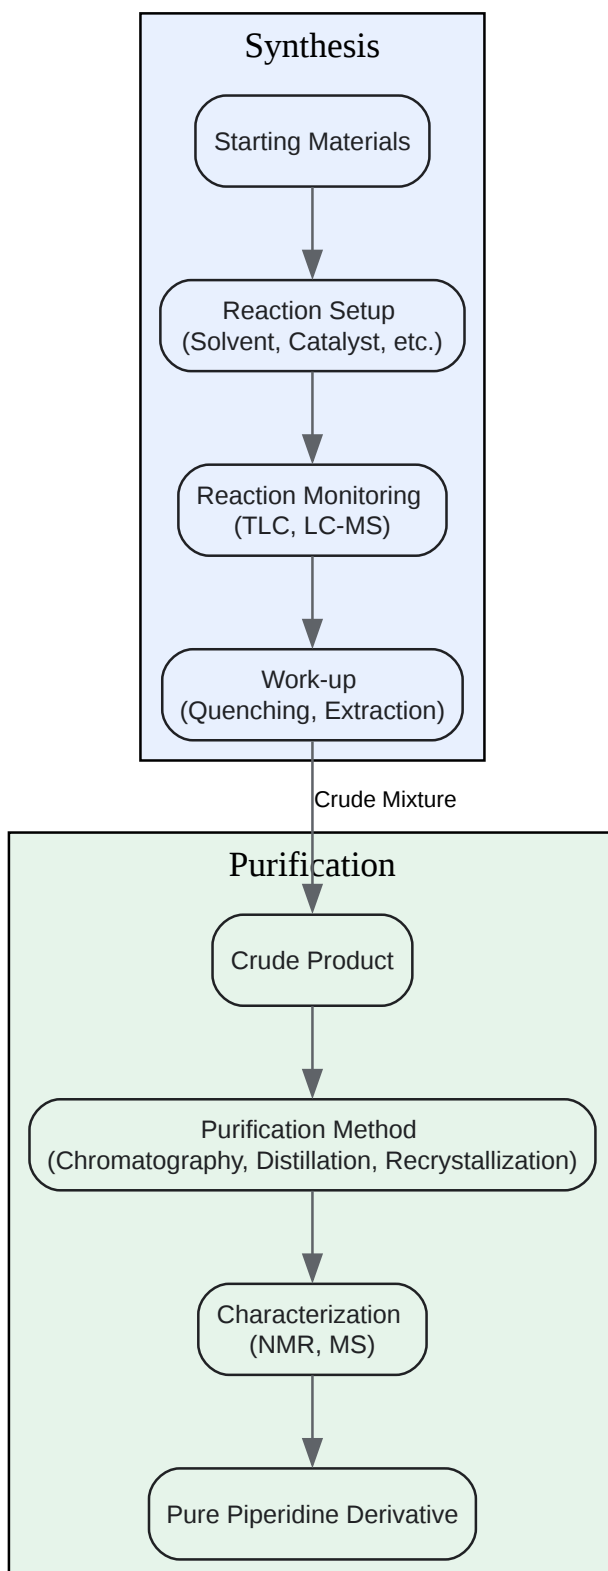 Synthesis
Starting Materials
Reaction Setup
(Solvent, Catalyst, etc.)
Reaction Monitoring
(TLC, LC-MS)
Work-up
(Quenching, Extraction)
Crude Mixture
Purification
Crude Product
Purification Method
(Chromatography, Distillation, Recrystallization)
Characterization
(NMR, MS)
Pure Piperidine Derivative